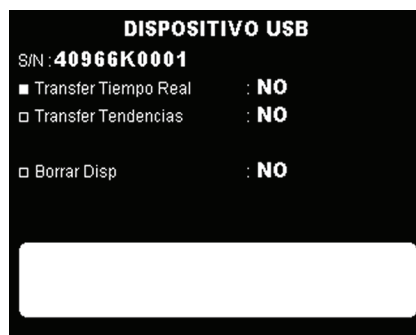 DISPOSITIVO USB
S/N : 40966K0001
Transfer Tiempo Real : NO
Transfer Tendencias : NO
Borrar Disp : NO